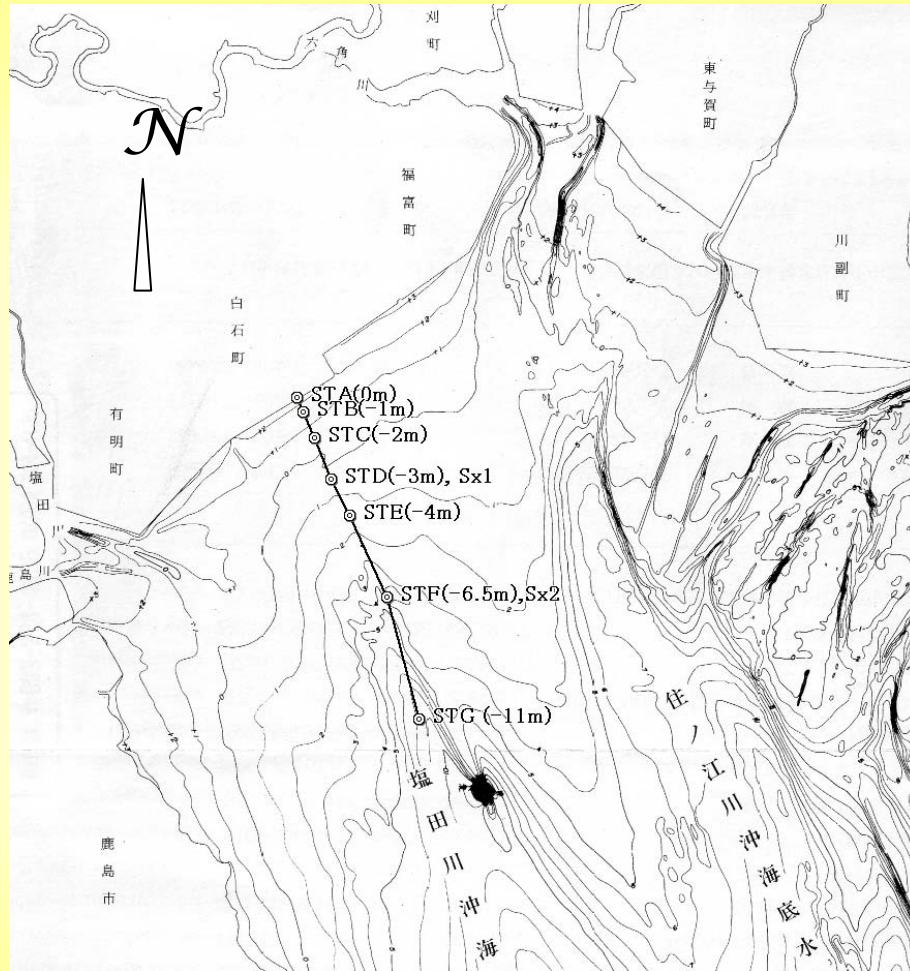 六角川
刈町
東与賀町
N
福富町
川副町
白石町
有明町
STA(0m)
STB(-1m)
STC(-2m)
STD(-3m), Sx1
STE(-4m)
塩田川
鹿島川
STF(-6.5m),Sx2
STG (-11m)
住ノ江川沖海底水
塩田川沖海
鹿島市